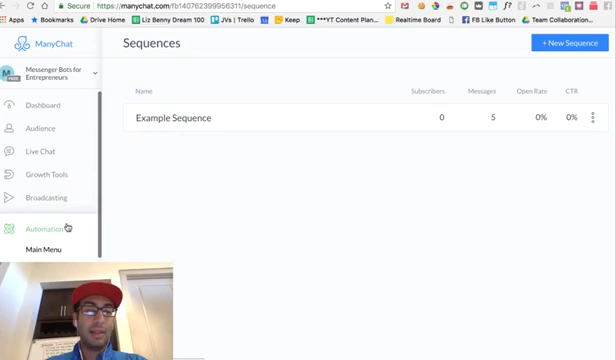 Secure | https://manychat.com/fb140762399956311/sequence
Bookmarks
Drive Home
Liz Benny Dream 100
JVs | Trello
Keep
***YT Content Plan...
Realtime Board
FB Like Button
Team Collaboration...
ManyChat
Sequences
+ New Sequence
M
FREE
Messenger Bots for
Entrepreneurs
Name
Subscribers
Messages
Open Rate
CTR
Example Sequence
0
5
0%
0%
Dashboard
Audience
Live Chat
Growth Tools
Broadcasting
Automation
Main Menu